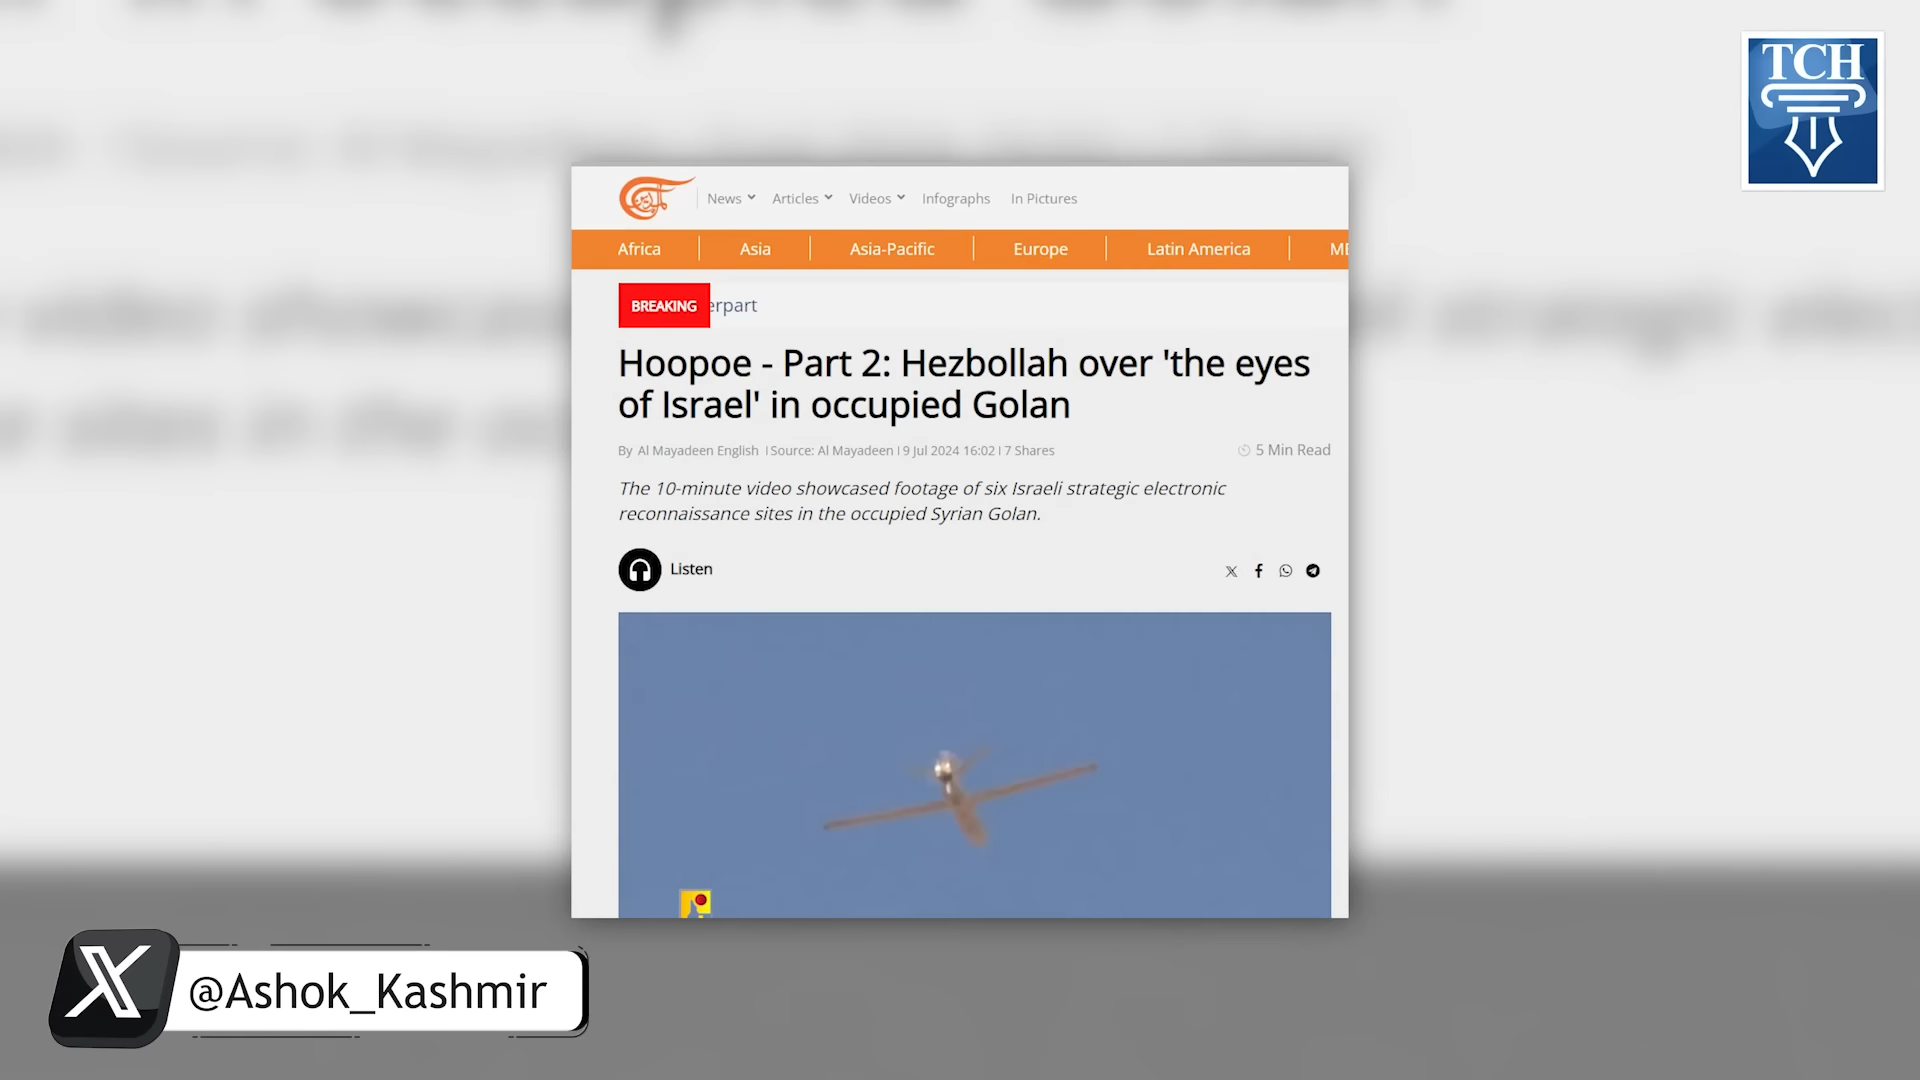 TCH
News
Articles
Videos
Infographs
In Pictures
Africa
Asia
Asia-Pacific
Europe
Latin America
BREAKING
erpart
Hoopoe - Part 2: Hezbollah over 'the eyes
of Israel' in occupied Golan
By Al Mayadeen English | Source: Al Mayadeen | 9 Jul 2024 16:02 | 7 Shares
5 Min Read
The 10-minute video showcased footage of six Israeli strategic electronic
reconnaissance sites in the occupied Syrian Golan.
Listen
@Ashok_Kashmir